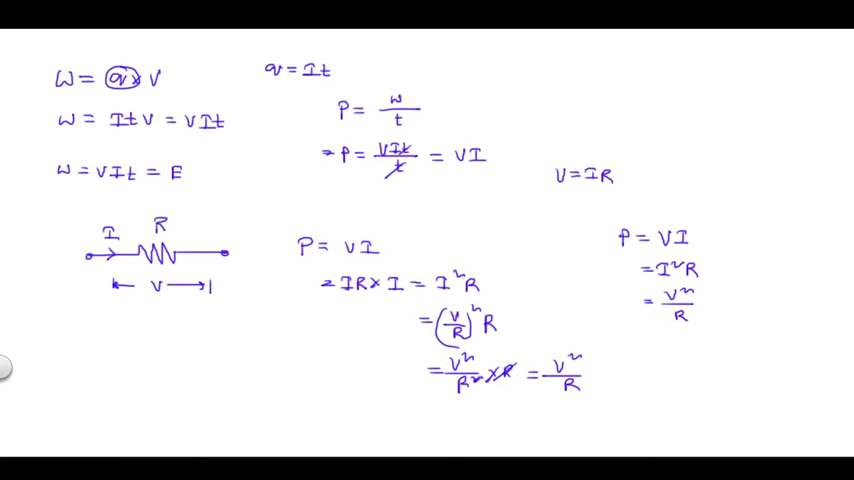 W = q × V
q = It
W = ItV = VIt
P = W/t
= P = VIt/t = VI
W = VIt = E
V = IR
I R
V
P = VI
= IR × I = I²R
= (V/R)² R
= V²/R² × R = V²/R
P = VI
= I²R
= V²/R